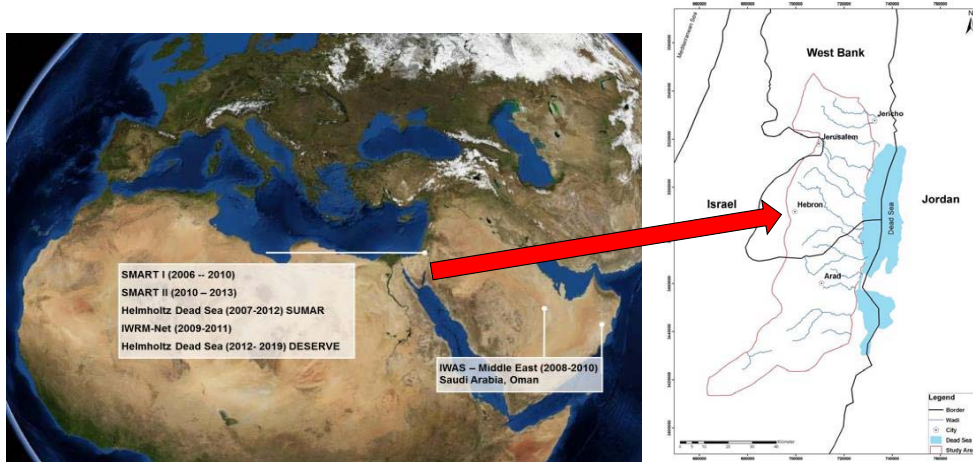 SMART I (2006 -- 2010)
SMART II (2010 – 2013)
Helmholtz Dead Sea (2007-2012) SUMAR
IWRM-Net (2009-2011)
Helmholtz Dead Sea (2012- 2019) DESERVE
IWAS – Middle East (2008-2010)
Saudi Arabia, Oman
Mediterranean Sea
N
West Bank
Jericho
Jerusalem
Israel
Hebron
Dead Sea
Jordan
Arad
Legend
Border
Wadi
City
Dead Sea
Study Area